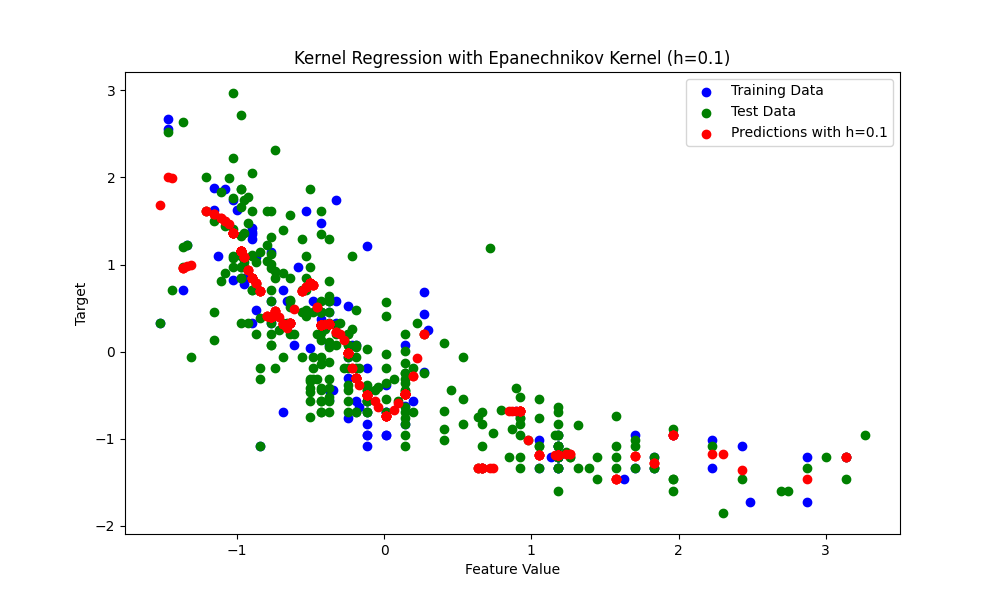 Kernel Regression with Epanechnikov Kernel (h=0.1)
Training Data
Test Data
Predictions with h=0.1
3
2
1
0
−1
−2
Target
−1 0 1 2 3
Feature Value